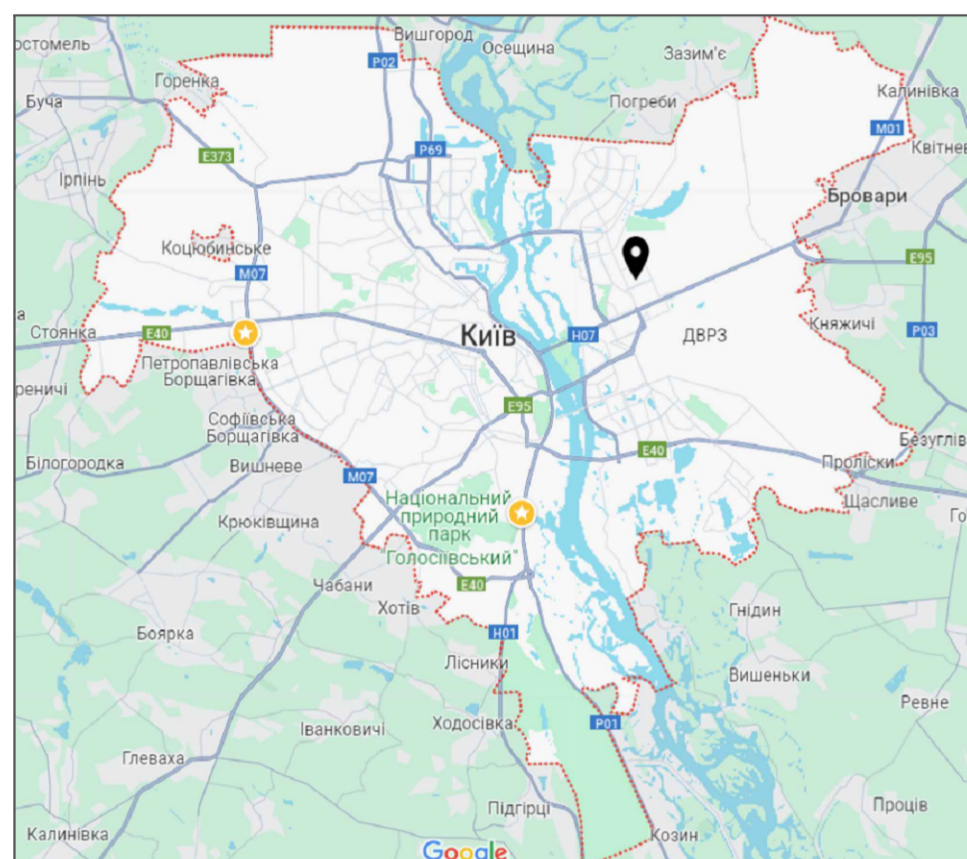 остомель
Вишгород
Осещина
Зазим'є
P02
Горенка
Буча
Погреби
Калинівка
M01
P69
E373
Квітнев
Ірпінь
Бровари
Коцюбинське
E95
M07
Стоянка
E40
Київ
H07
ДВРЗ
Княжичі
P03
Петропавлівська
Борщагівка
реничі
E95
Софіївська
Борщагівка
Безуглів
E40
Білогородка
Вишневе
Проліски
M07
Щасливе
Національний
природний
парк
Голосіївський"
Крюківщина
Го
Чабани
E40
Хотів
Гнідин
Боярка
H01
Лісники
Вишеньки
Ревне
Іванковичі
Ходосівка
P01
Глеваха
Підгірці
Проців
Калинівка
Козин
Google